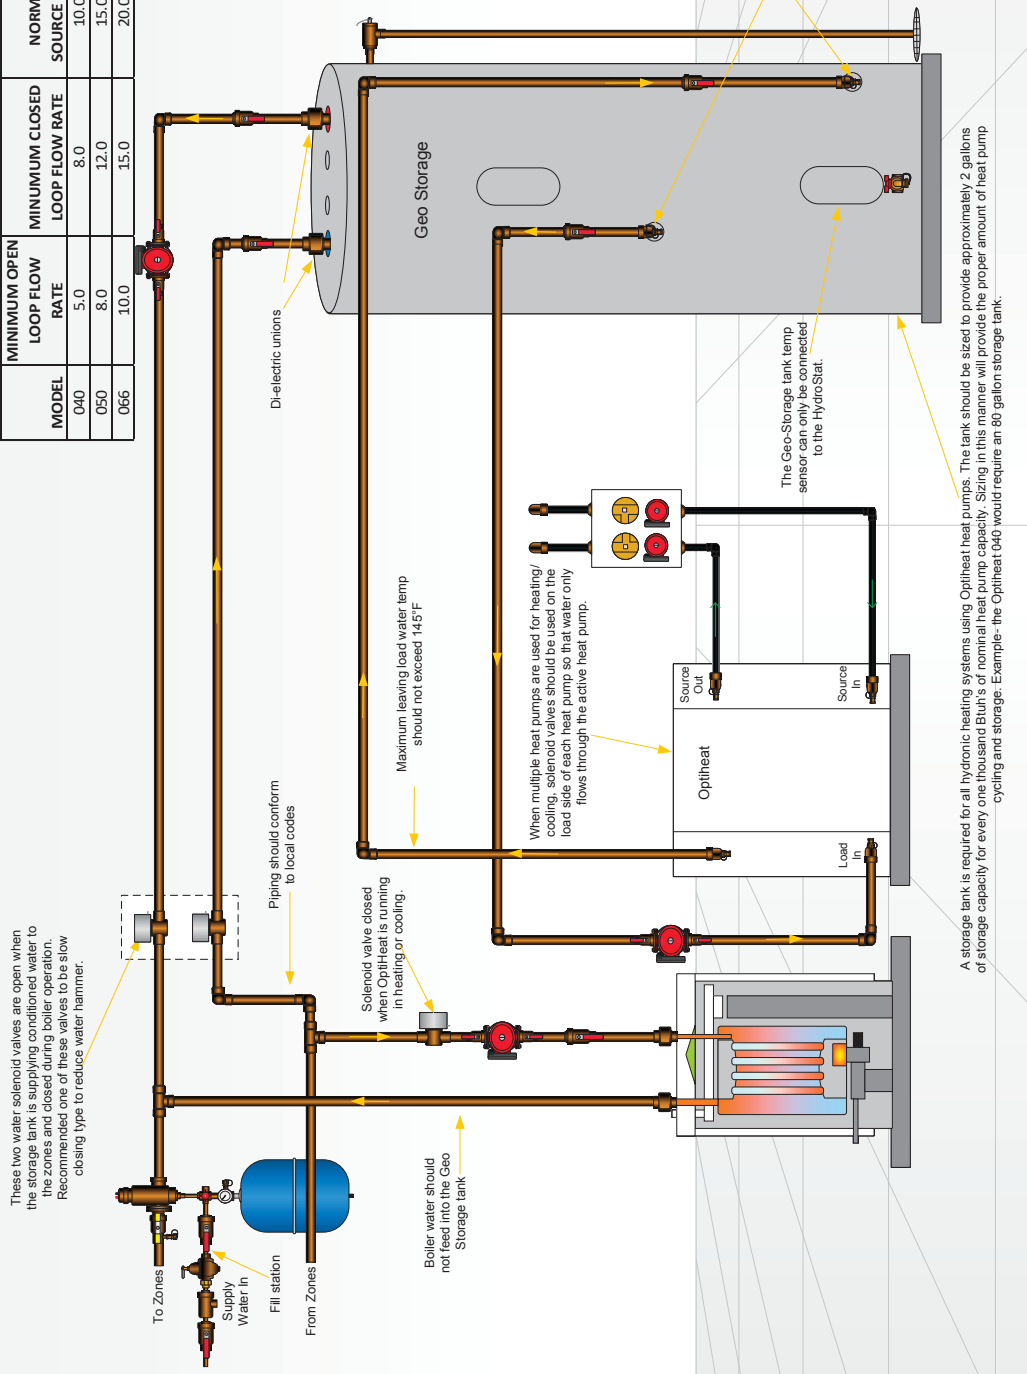 These two water solenoid valves are open when
the storage tank is supplying conditioned water to
the zones and closed during boiler operation.
Recommended one of these valves to be slow
closing type to reduce water hammer.
MODEL
MINIMUM OPEN
LOOP FLOW
RATE
MINUMUM CLOSED
LOOP FLOW RATE
NORM
SOURCE
040 5.0 8.0 10.0
050 8.0 12.0 15.0
066 10.0 15.0 20.0
To Zones
Supply
Water In
Fill station
From Zones
Piping should conform
to local codes
Di-electric unions
Solenoid valve closed
when OptiHeat is running
in heating or cooling.
Maximum leaving load water temp
should not exceed 145°F
Geo Storage
Boiler water should
not feed into the Geo
Storage tank
When multiple heat pumps are used for heating/
cooling, solenoid valves should be used on the
load side of each heat pump so that water only
flows through the active heat pump.
Source
Out
Optiheat
Load
In
Source
In
The Geo-Storage tank temp
sensor can only be connected
to the HydroStat.
A storage tank is required for all hydronic heating systems using Optiheat heat pumps. The tank should be sized to provide approximately 2 gallons
of storage capacity for every one thousand Btuh's of nominal heat pump capacity. Sizing in this manner will provide the proper amount of heat pump
cycling and storage. Example- the Optiheat 040 would require an 80 gallon storage tank.